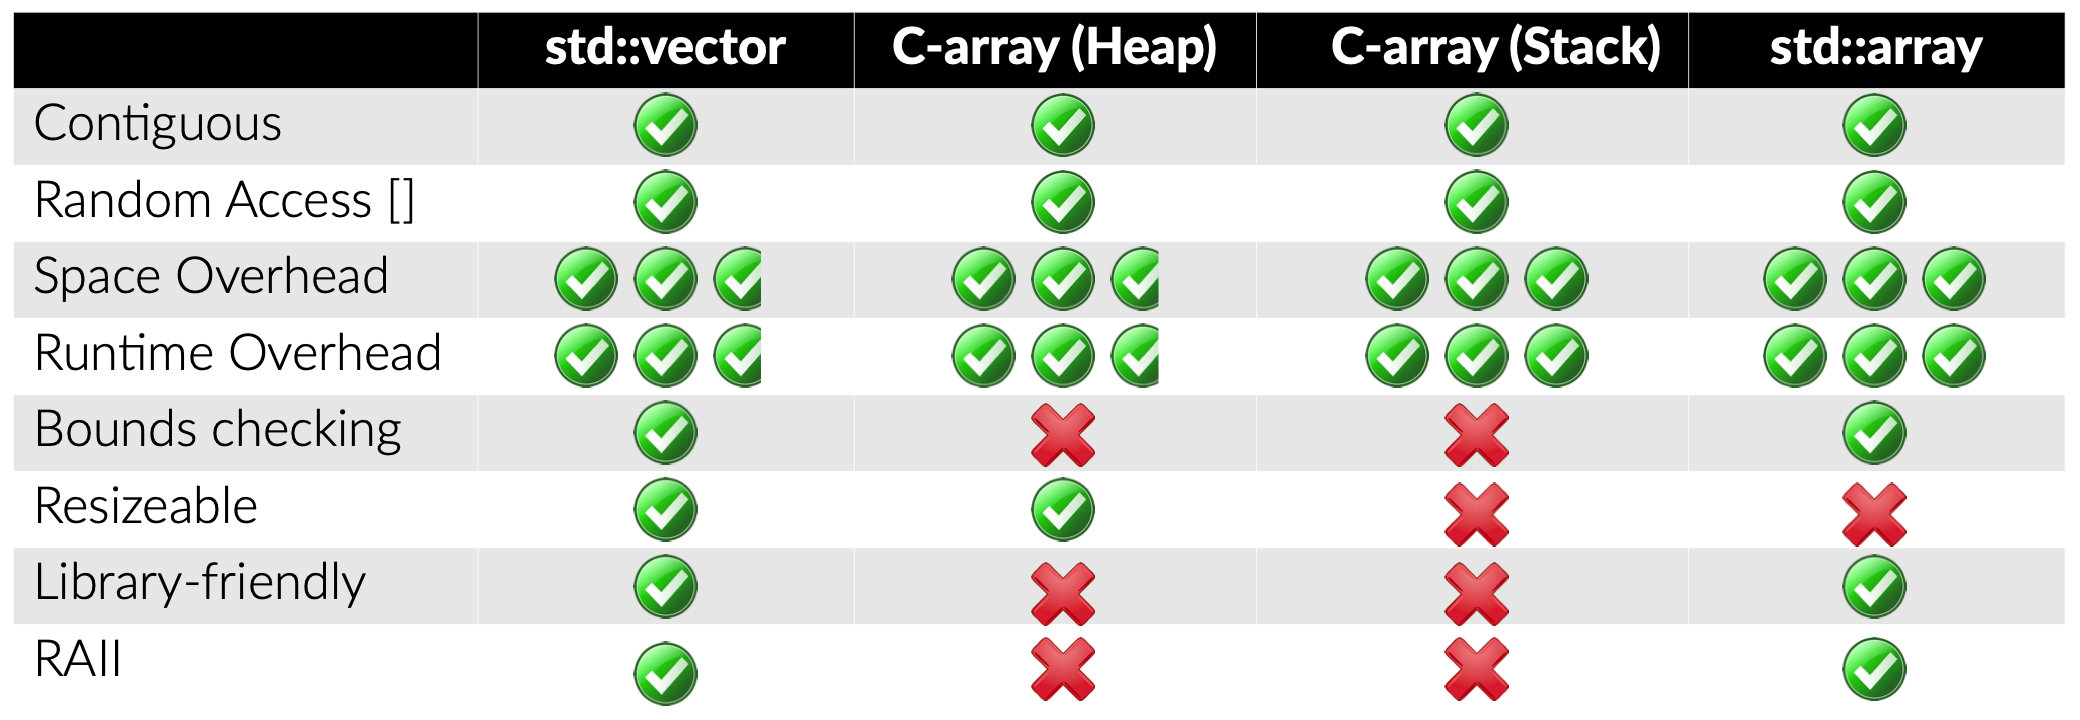 std::vector C-array (Heap) C-array (Stack) std::array
Contiguous
Random Access []
Space Overhead
Runtime Overhead
Bounds checking
Resizeable
Library-friendly
RAII